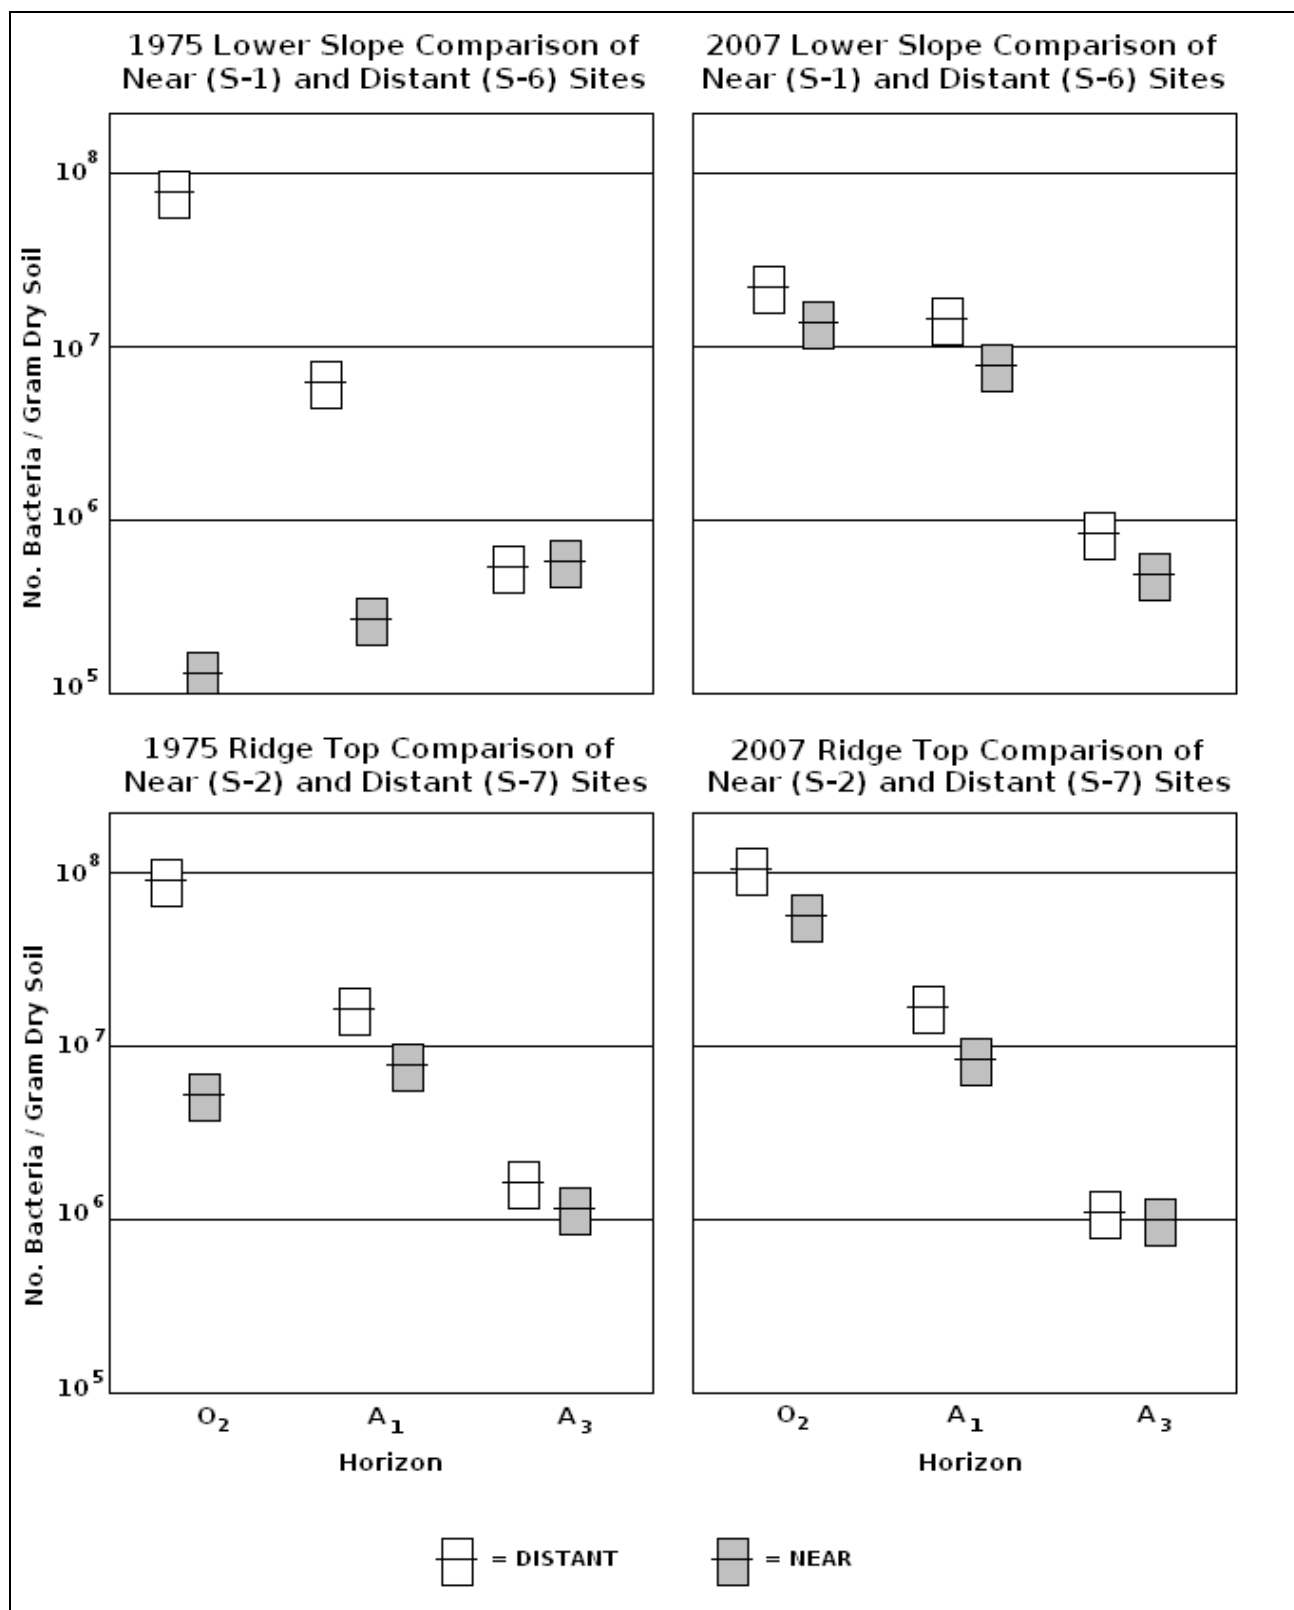 1975 Lower Slope Comparison of
Near (S-1) and Distant (S-6) Sites
2007 Lower Slope Comparison of
Near (S-1) and Distant (S-6) Sites
No. Bacteria / Gram Dry Soil
10⁸
10⁷
10⁶
10⁵
1975 Ridge Top Comparison of
Near (S-2) and Distant (S-7) Sites
2007 Ridge Top Comparison of
Near (S-2) and Distant (S-7) Sites
No. Bacteria / Gram Dry Soil
10⁸
10⁷
10⁶
10⁵
O₂ A₁ A₃
Horizon
O₂ A₁ A₃
Horizon
= DISTANT
= NEAR